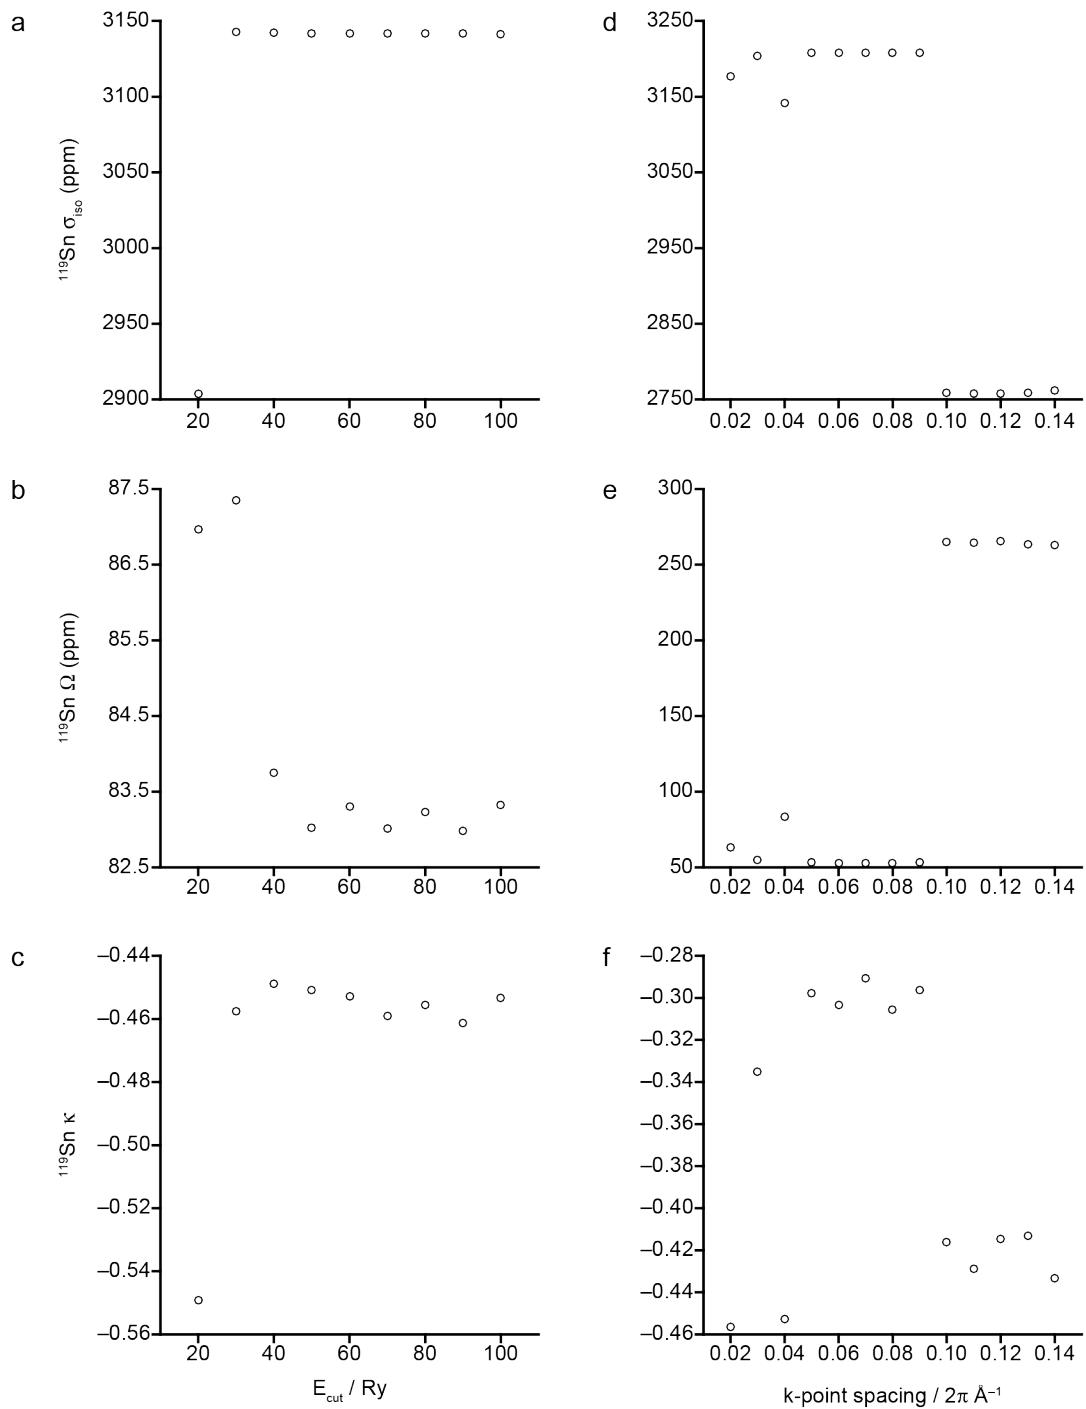 a
3150
3100
3050
3000
2950
2900
20 40 60 80 100
¹¹⁹Sn σiso (ppm)
d
3250
3150
3050
2950
2850
2750
0.02 0.04 0.06 0.08 0.10 0.12 0.14
b
87.5
86.5
85.5
84.5
83.5
82.5
20 40 60 80 100
¹¹⁹Sn Ω (ppm)
e
300
250
200
150
100
50
0.02 0.04 0.06 0.08 0.10 0.12 0.14
c
–0.44
–0.46
–0.48
–0.50
–0.52
–0.54
–0.56
20 40 60 80 100
¹¹⁹Sn κ
Ecut / Ry
f
–0.28
–0.30
–0.32
–0.34
–0.36
–0.38
–0.40
–0.42
–0.44
–0.46
0.02 0.04 0.06 0.08 0.10 0.12 0.14
k-point spacing / 2π Å⁻¹